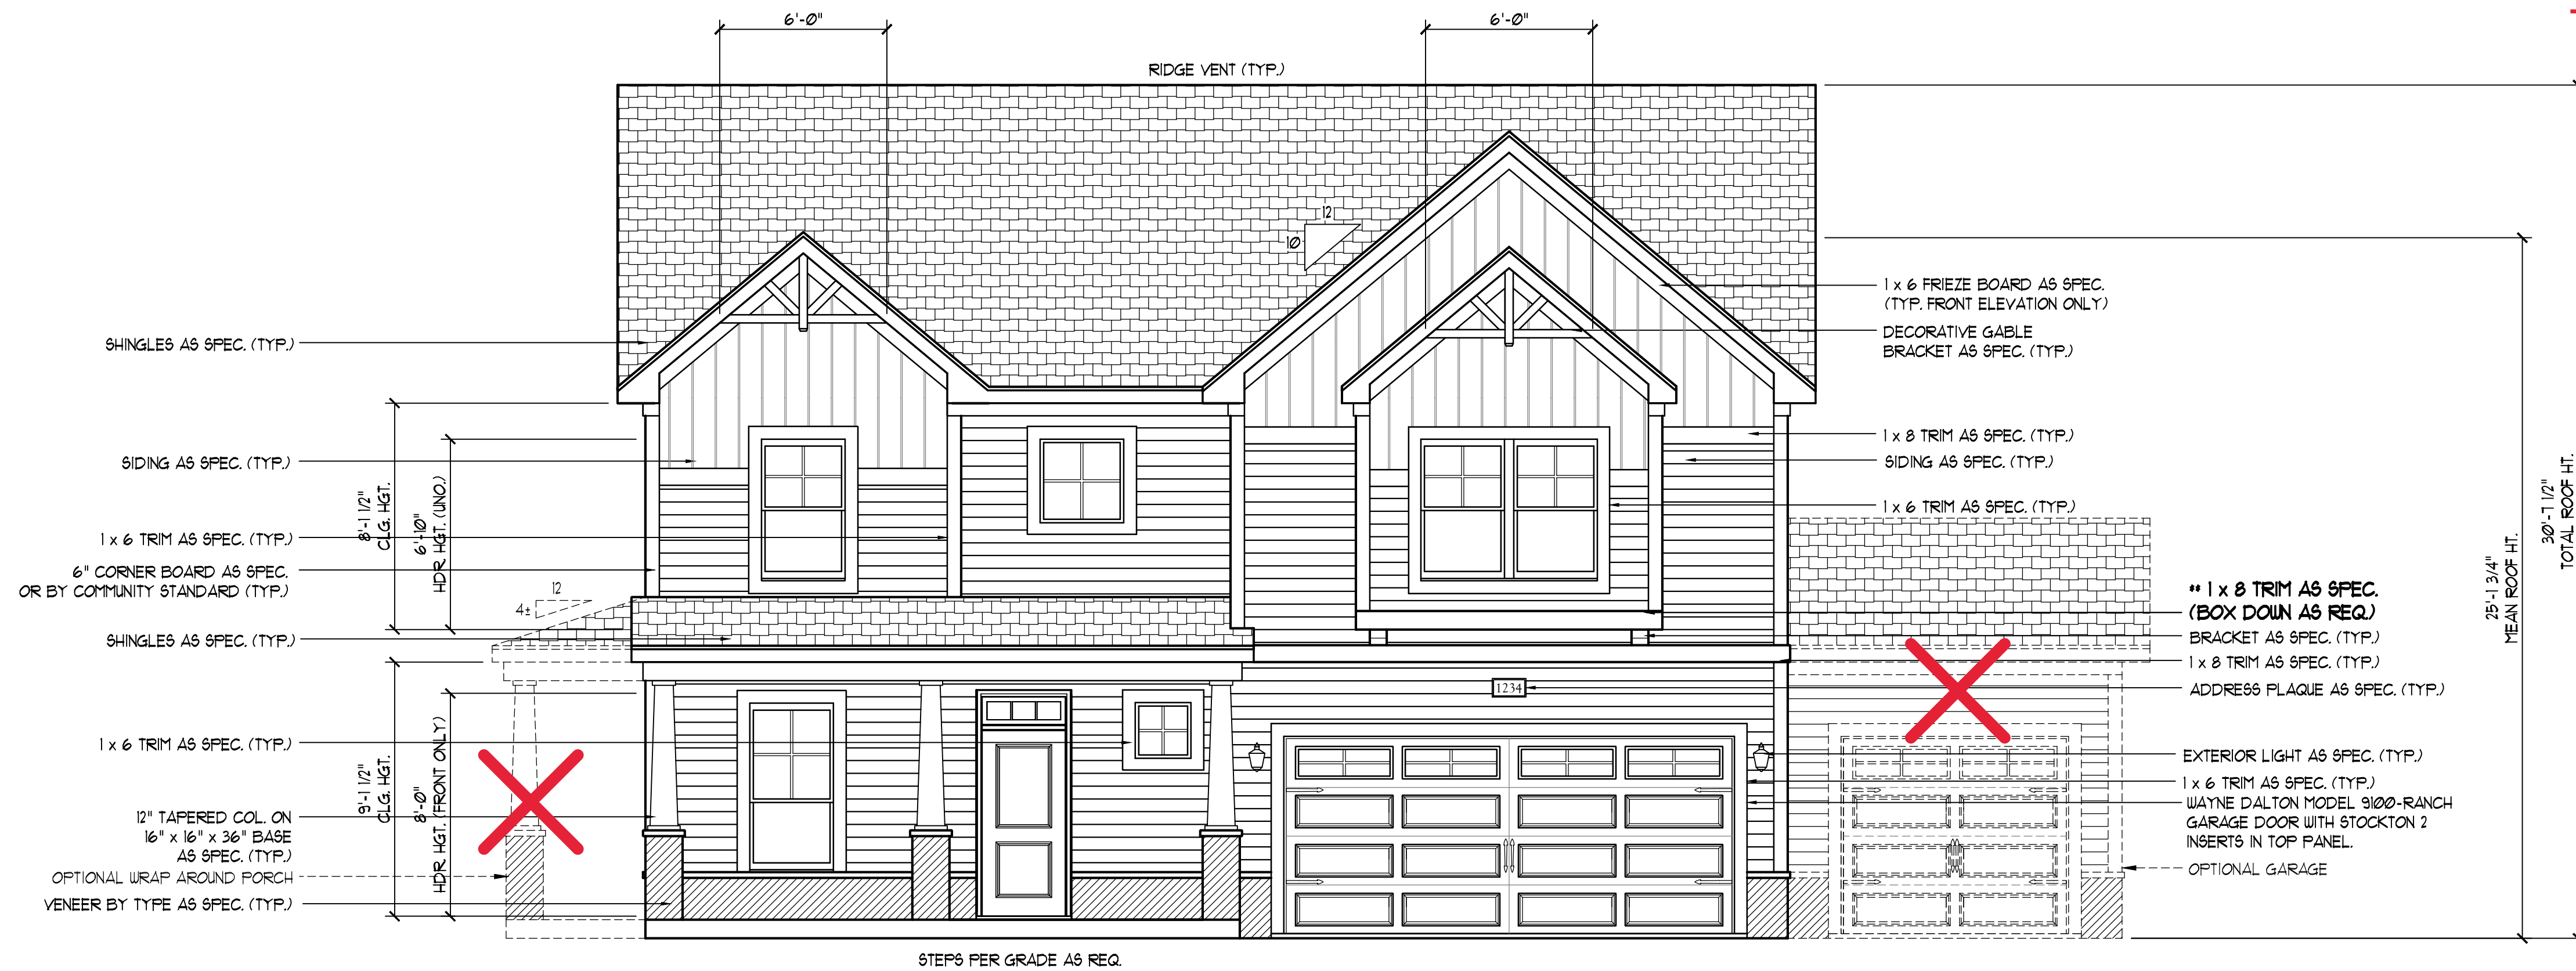 6'-0"
6'-0"
RIDGE VENT (TYP.)
12
10
1 x 6 FRIEZE BOARD AS SPEC.
(TYP. FRONT ELEVATION ONLY)
DECORATIVE GABLE
BRACKET AS SPEC. (TYP.)
SHINGLES AS SPEC. (TYP.)
1 x 8 TRIM AS SPEC. (TYP.)
SIDING AS SPEC. (TYP.)
SIDING AS SPEC. (TYP.)
1 x 6 TRIM AS SPEC. (TYP.)
8'-1 1/2"
CLG. HGT.
6'-10"
HDR. HGT. (UNO.)
30'-7 1/2"
TOTAL ROOF HT.
25'-1 3/4"
MEAN ROOF HT.
1 x 6 TRIM AS SPEC. (TYP.)
6" CORNER BOARD AS SPEC.
OR BY COMMUNITY STANDARD (TYP.)
12
4±
** 1 x 8 TRIM AS SPEC.
(BOX DOWN AS REQ.)
SHINGLES AS SPEC. (TYP.)
BRACKET AS SPEC. (TYP.)
1 x 8 TRIM AS SPEC. (TYP.)
1234
ADDRESS PLAQUE AS SPEC. (TYP.)
1 x 6 TRIM AS SPEC. (TYP.)
9'-1 1/2"
CLG. HGT.
8'-0"
HDR. HGT. (FRONT ONLY)
EXTERIOR LIGHT AS SPEC. (TYP.)
1 x 6 TRIM AS SPEC. (TYP.)
WAYNE DALTON MODEL 9100-RANCH
GARAGE DOOR WITH STOCKTON 2
INSERTS IN TOP PANEL.
12" TAPERED COL. ON
16" x 16" x 36" BASE
AS SPEC. (TYP.)
OPTIONAL WRAP AROUND PORCH
OPTIONAL GARAGE
VENEER BY TYPE AS SPEC. (TYP.)
STEPS PER GRADE AS REQ.